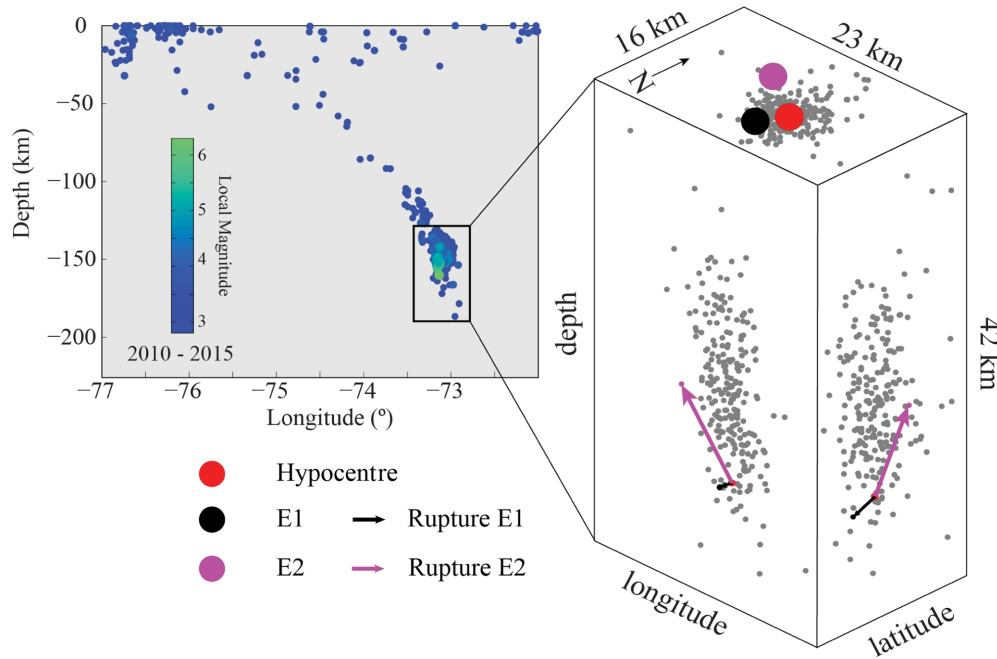 0
−50
−100
−150
−200
Depth (km)
−77
−76
−75
−74
−73
Longitude (º)
6
5
4
3
Local Magnitude
2010 - 2015
16 km
23 km
N
depth
42 km
longitude
latitude
Hypocentre
E1
Rupture E1
E2
Rupture E2